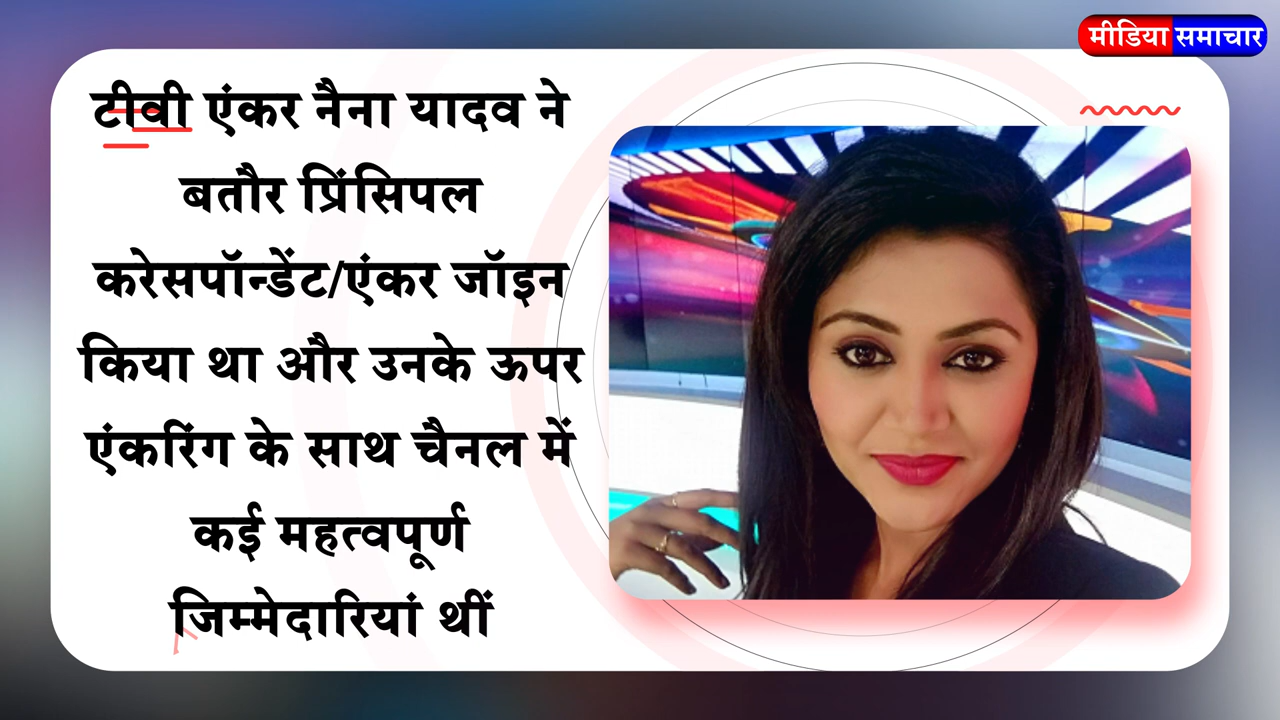 मीडिया समाचार
टीवी एंकर नैना यादव ने
बतौर प्रिंसिपल
करेसपॉन्डेंट/एंकर जॉइन
किया था और उनके ऊपर
एंकरिंग के साथ चैनल में
कई महत्वपूर्ण
जिम्मेदारियां थीं